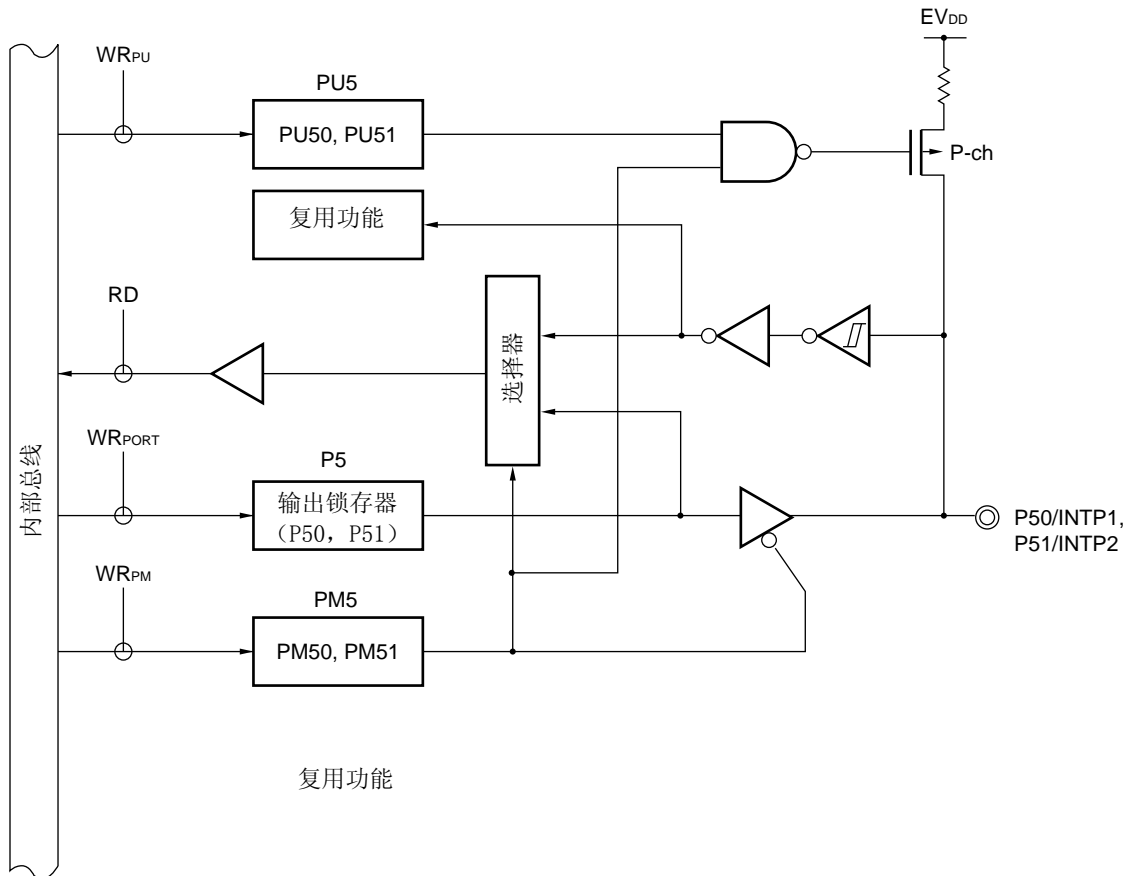 EVDD
WRPU
PU5
PU50, PU51
P-ch
复用功能
RD
选择器
WRPORT
P5
内部总线
输出锁存器
（P50，P51）
P50/INTP1,
P51/INTP2
WRPM
PM5
PM50, PM51
复用功能